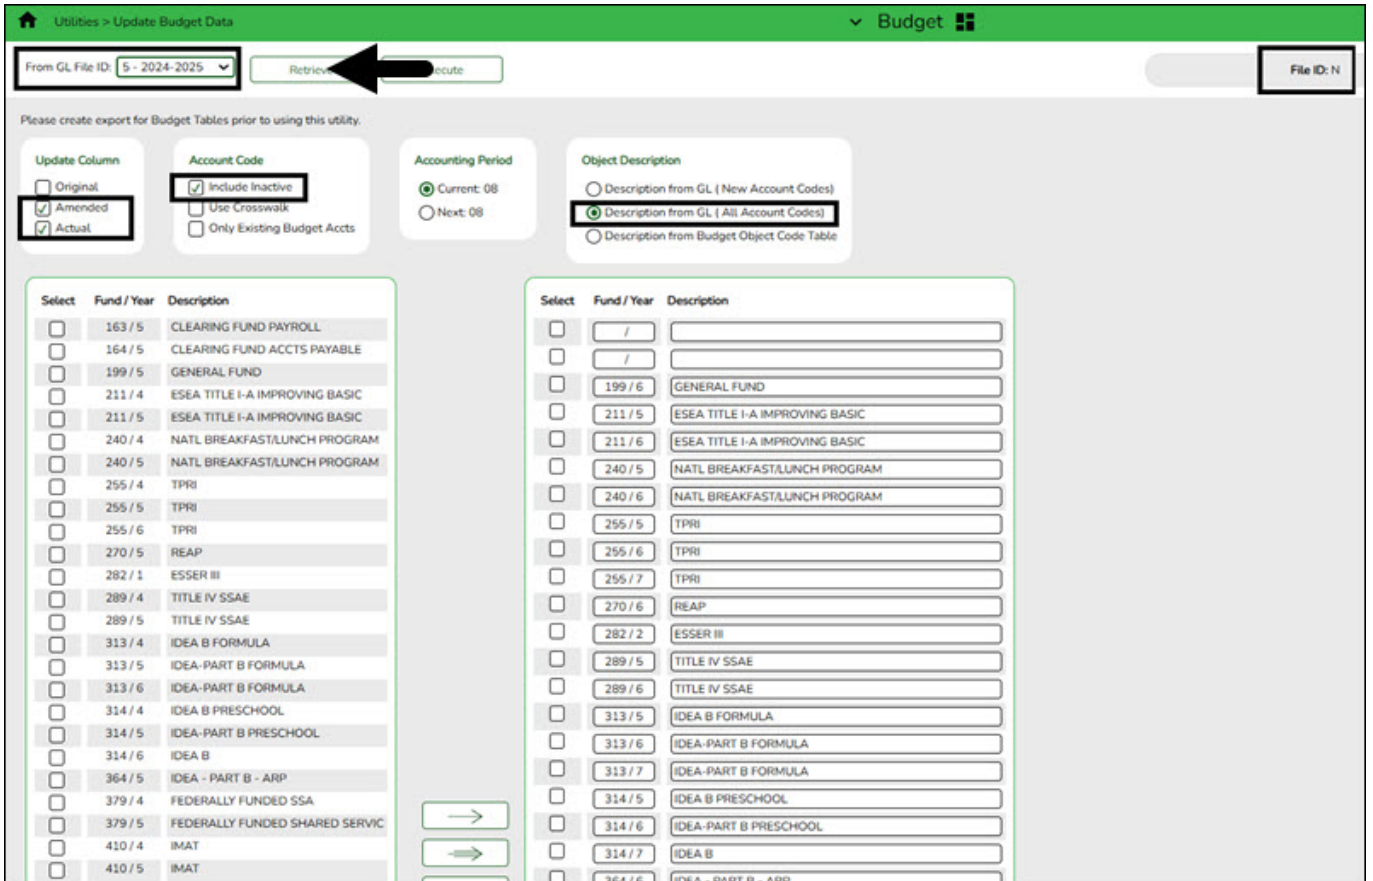 Utilities > Update Budget Data
Budget
From GL File ID: 5 - 2024-2025
Retrieve
ecute
File ID: N
Please create export for Budget Tables prior to using this utility.
Update Column
Original
Amended
Actual
Account Code
Include Inactive
Use Crosswalk
Only Existing Budget Accts
Accounting Period
Current: 08
Next: 08
Object Description
Description from GL ( New Account Codes)
Description from GL ( All Account Codes)
Description from Budget Object Code Table
Select Fund / Year Description
163 / 5 CLEARING FUND PAYROLL
164 / 5 CLEARING FUND ACCTS PAYABLE
199 / 5 GENERAL FUND
211 / 4 ESEA TITLE I-A IMPROVING BASIC
211 / 5 ESEA TITLE I-A IMPROVING BASIC
240 / 4 NATL BREAKFAST/LUNCH PROGRAM
240 / 5 NATL BREAKFAST/LUNCH PROGRAM
255 / 4 TPRI
255 / 5 TPRI
255 / 6 TPRI
270 / 5 REAP
282 / 1 ESSER III
289 / 4 TITLE IV SSAE
289 / 5 TITLE IV SSAE
313 / 4 IDEA B FORMULA
313 / 5 IDEA-PART B FORMULA
313 / 6 IDEA-PART B FORMULA
314 / 4 IDEA B PRESCHOOL
314 / 5 IDEA-PART B PRESCHOOL
314 / 6 IDEA B
364 / 5 IDEA - PART B - ARP
379 / 4 FEDERALLY FUNDED SSA
379 / 5 FEDERALLY FUNDED SHARED SERVIC
410 / 4 IMAT
410 / 5 IMAT
Select Fund / Year Description
/
/
199 / 6 GENERAL FUND
211 / 5 ESEA TITLE I-A IMPROVING BASIC
211 / 6 ESEA TITLE I-A IMPROVING BASIC
240 / 5 NATL BREAKFAST/LUNCH PROGRAM
240 / 6 NATL BREAKFAST/LUNCH PROGRAM
255 / 5 TPRI
255 / 6 TPRI
255 / 7 TPRI
270 / 6 REAP
282 / 2 ESSER III
289 / 5 TITLE IV SSAE
289 / 6 TITLE IV SSAE
313 / 5 IDEA B FORMULA
313 / 6 IDEA-PART B FORMULA
313 / 7 IDEA-PART B FORMULA
314 / 5 IDEA B PRESCHOOL
314 / 6 IDEA-PART B PRESCHOOL
314 / 7 IDEA B
364 / 6 IDEA - PART B - ARP